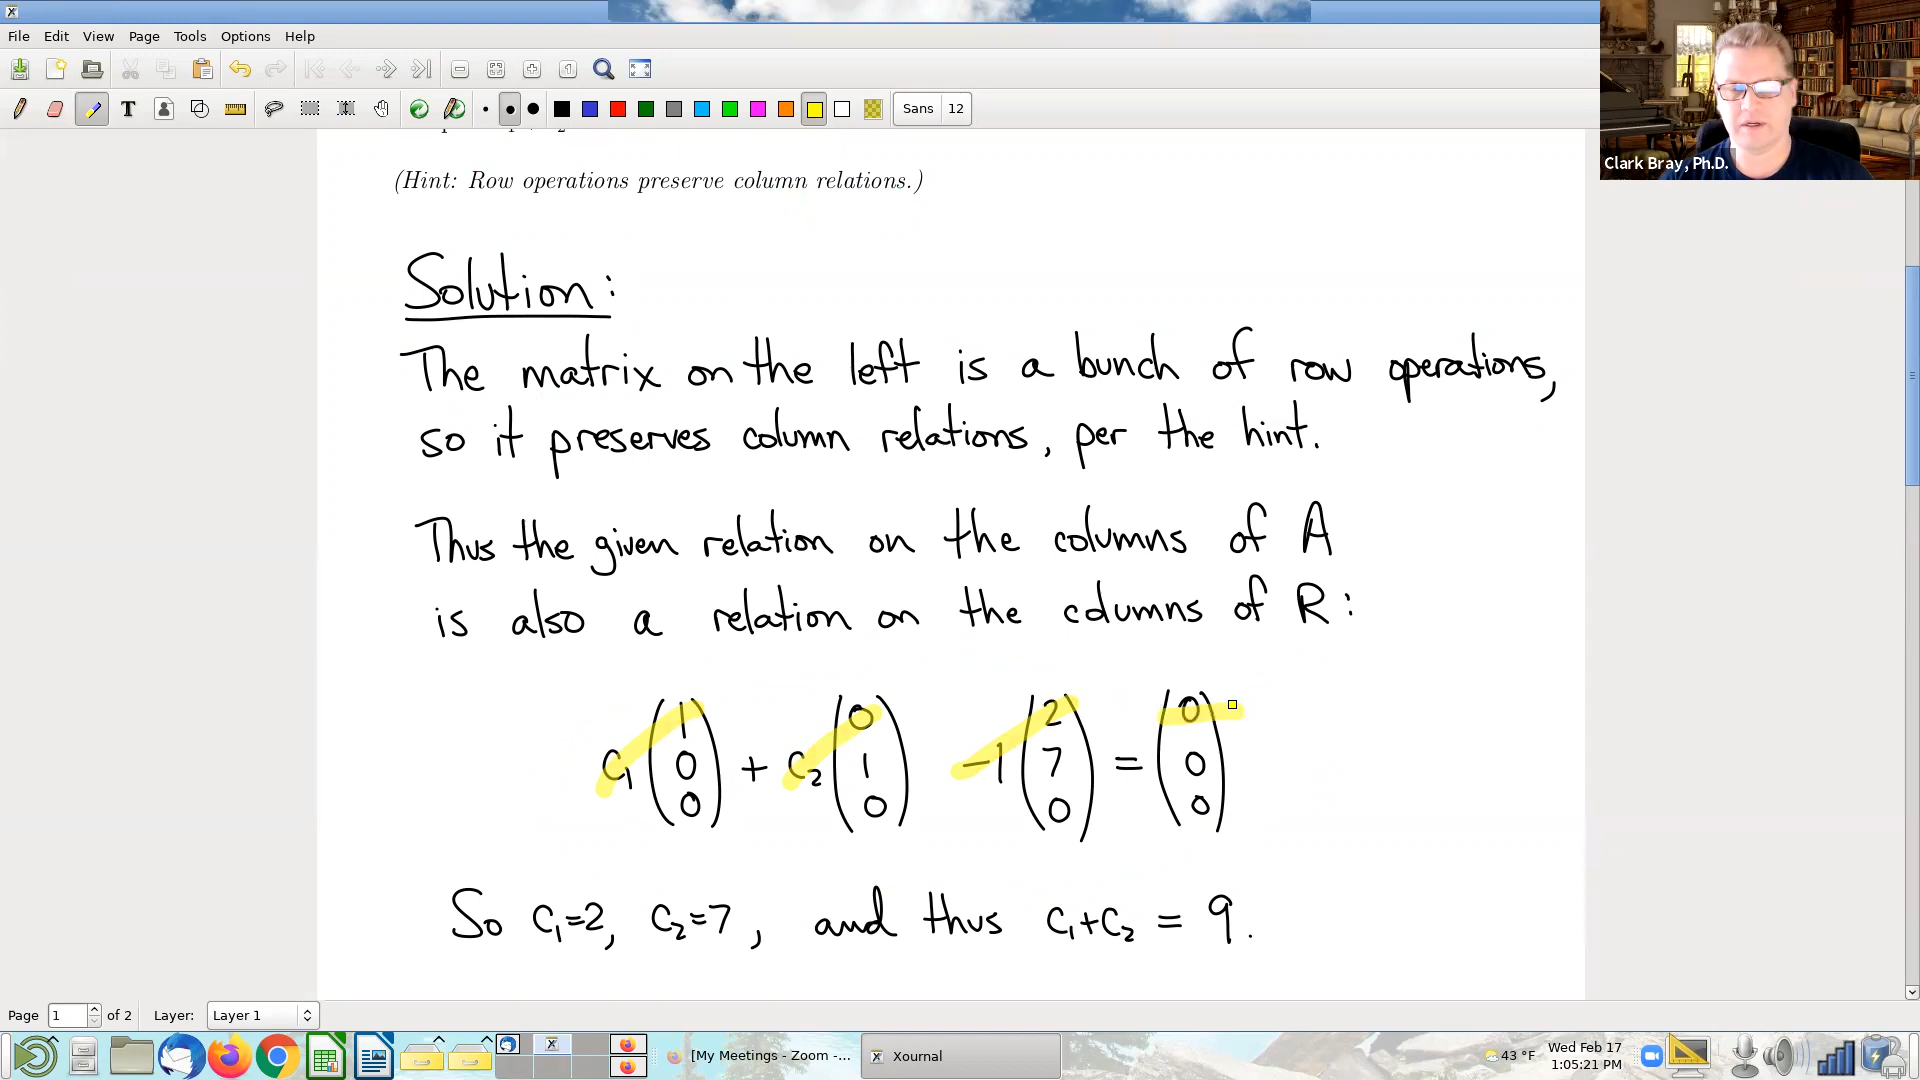 File Edit View Page Tools Options Help
Sans 12
Clark Bray, Ph.D.
(Hint: Row operations preserve column relations.)
Solution:
The matrix on the left is a bunch of row operations,
so it preserves column relations, per the hint.
Thus the given relation on the columns of A
is also a relation on the columns of R:
c₁ (1 0 0) + c₂ (0 1 0) -1 (2 7 0) = (0 0 0)
So c₁=2, c₂=7, and thus c₁+c₂ = 9.
Page 1 of 2 Layer: Layer 1
[My Meetings - Zoom -... Xournal 43 °F Wed Feb 17
1:05:21 PM